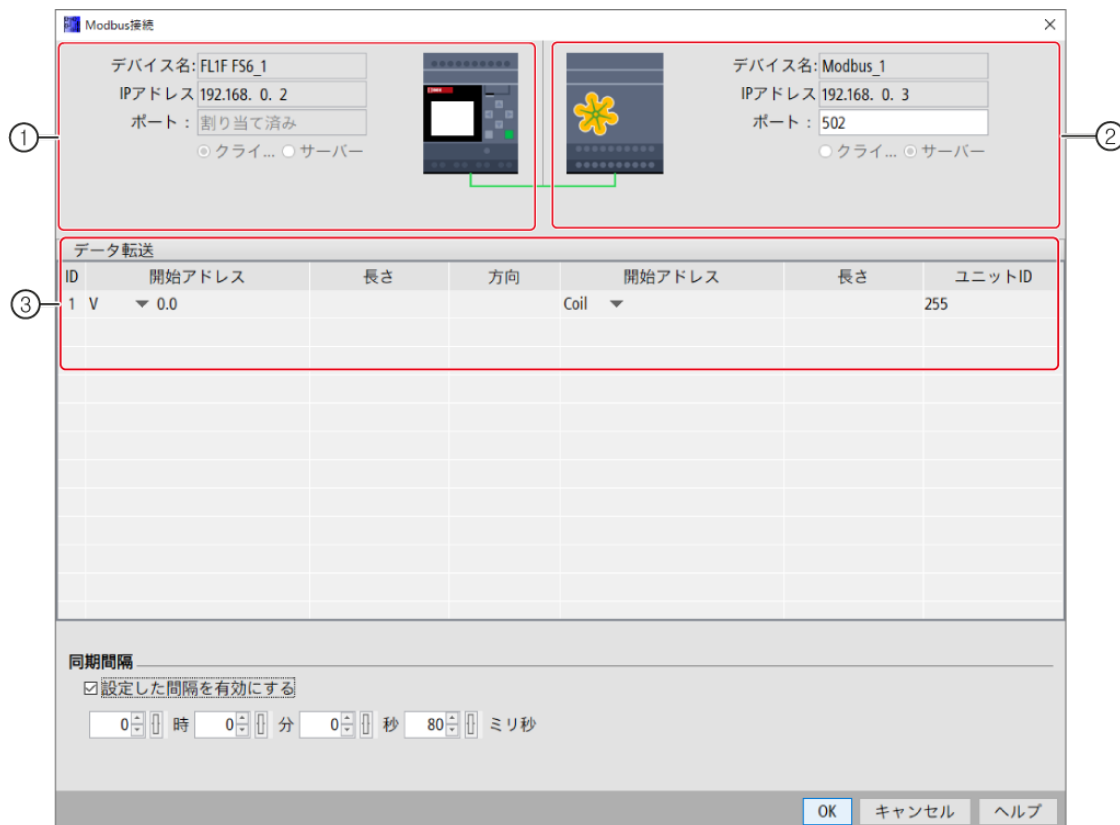 Modbus接続
デバイス名: FL1F FS6_1
IPアドレス 192.168. 0. 2
ポート： 割り当て済み
クライ... サーバー
デバイス名: Modbus_1
IPアドレス 192.168. 0. 3
ポート： 502
クライ... サーバー
①
②
データ転送
ID 開始アドレス 長さ 方向 開始アドレス 長さ ユニットID
③
1 V 0.0 Coil 255
同期間隔
設定した間隔を有効にする
0 時 0 分 0 秒 80 ミリ秒
OK キャンセル ヘルプ